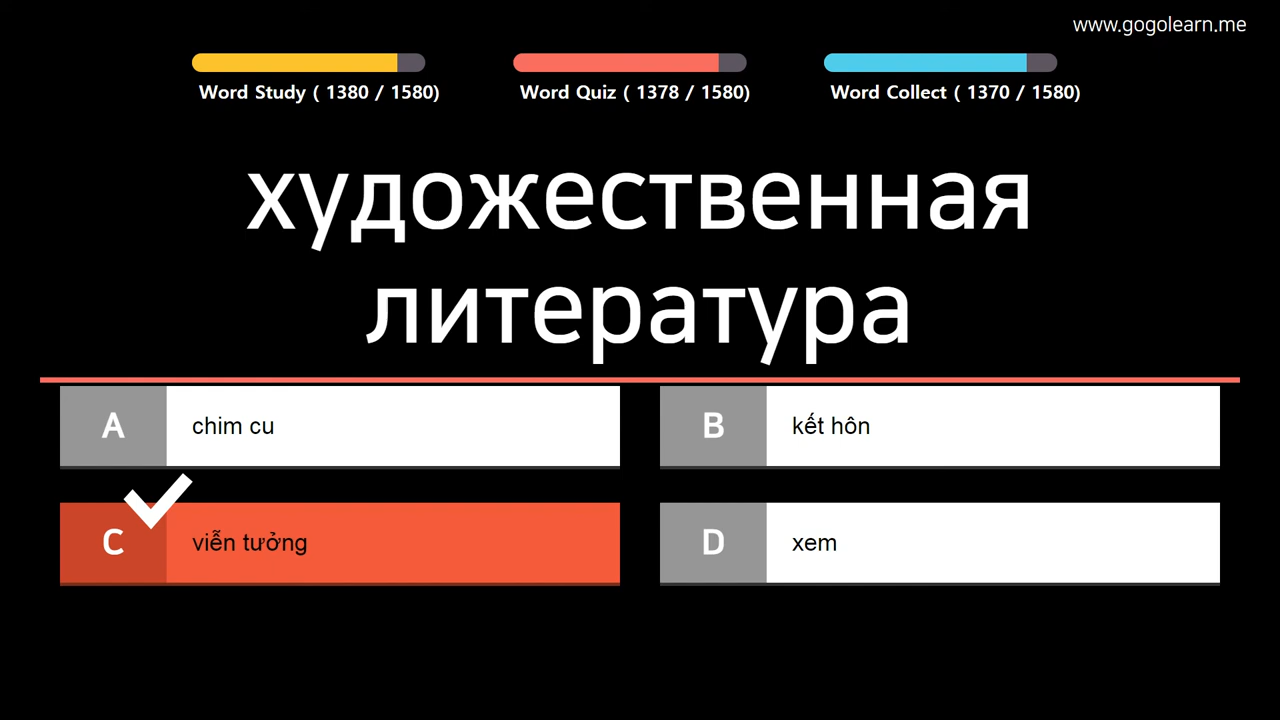 www.gogolearn.me
Word Study ( 1380 / 1580)
Word Quiz ( 1378 / 1580)
Word Collect ( 1370 / 1580)
художественная
литература
A
chim cu
B
kết hôn
C
viễn tưởng
D
xem